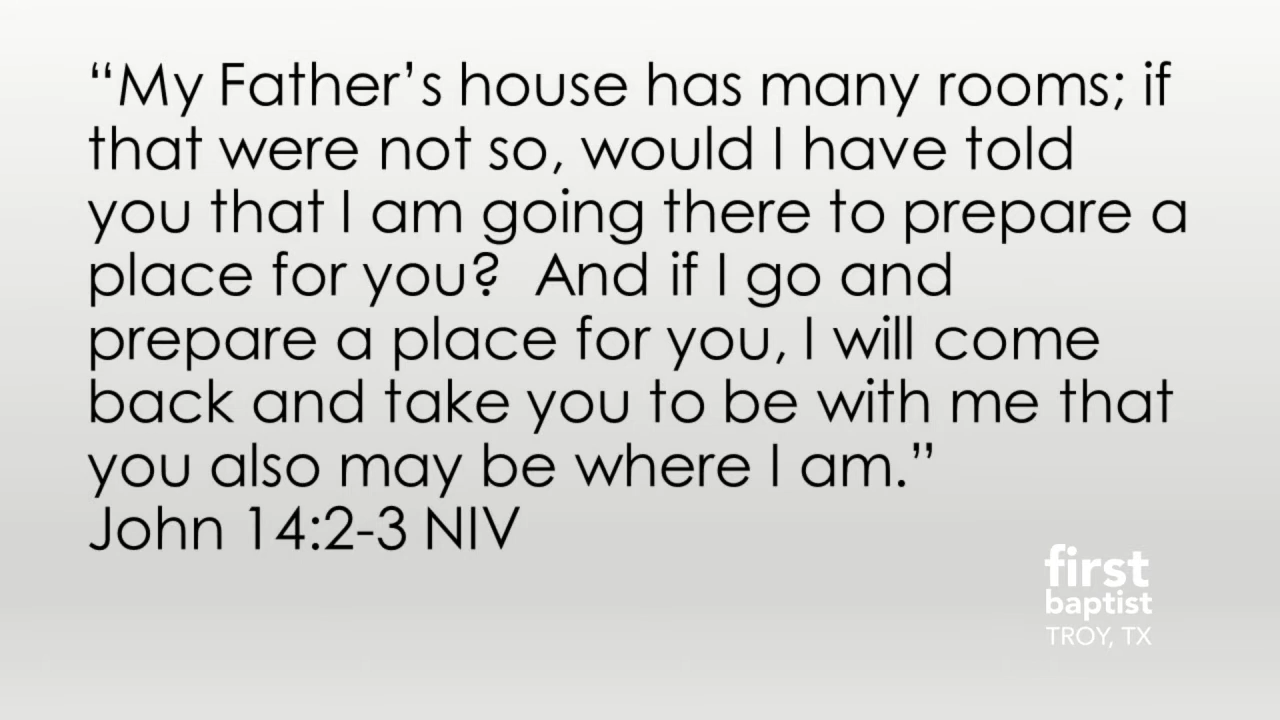 “My Father’s house has many rooms; if
that were not so, would I have told
you that I am going there to prepare a
place for you?  And if I go and
prepare a place for you, I will come
back and take you to be with me that
you also may be where I am.”
John 14:2-3 NIV
first
baptist
TROY, TX